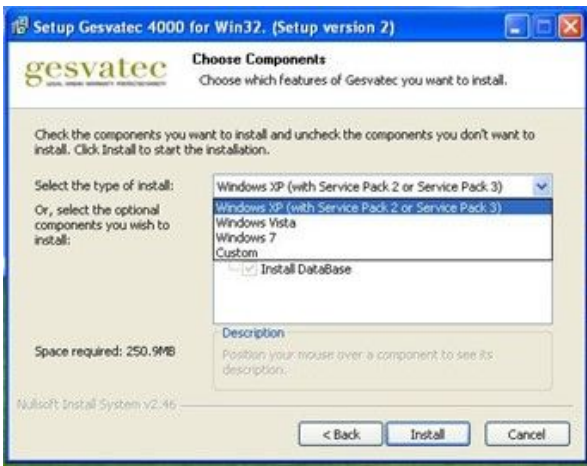 Setup Gesvatec 4000 for Win32. (Setup version 2)
gesvatec
Choose Components
Choose which features of Gesvatec you want to install.
Check the components you want to install and uncheck the components you don't want to
install. Click Install to start the installation.
Select the type of install:
Windows XP (with Service Pack 2 or Service Pack 3)
Or, select the optional
components you wish to
install:
Windows XP (with Service Pack 2 or Service Pack 3)
Windows Vista
Windows 7
Custom
Install DataBase
Space required: 250.9MB
Description
Position your mouse over a component to see its
description.
Nullsoft Install System v2.46
< Back
Install
Cancel